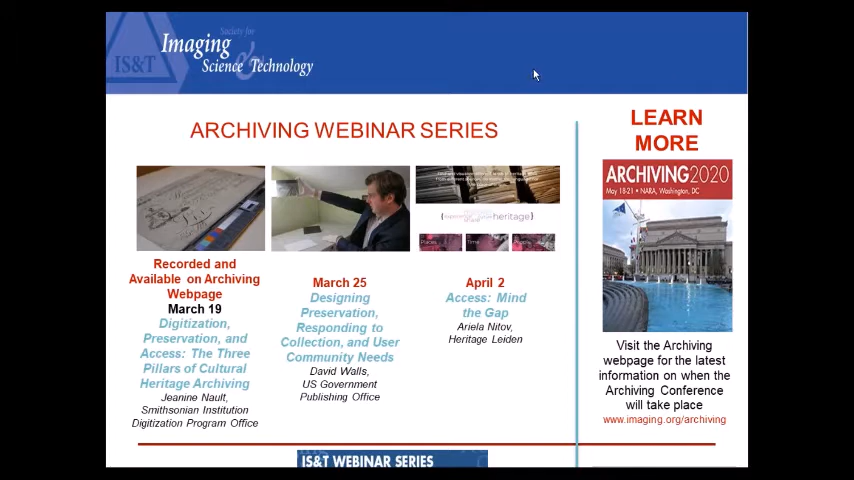 IS&T
Society for
Imaging
&
Science Technology
ARCHIVING WEBINAR SERIES
Recorded and
Available on Archiving
Webpage
March 19
Digitization,
Preservation, and
Access: The Three
Pillars of Cultural
Heritage Archiving
Jeanine Nault,
Smithsonian Institution
Digitization Program Office
March 25
Designing
Preservation,
Responding to
Collection, and User
Community Needs
David Walls,
US Government
Publishing Office
heritage}
Places
Time
People
April 2
Access: Mind
the Gap
Ariela Nitov,
Heritage Leiden
LEARN
MORE
ARCHIVING2020
May 18-21 • NARA, Washington, DC
Visit the Archiving
webpage for the latest
information on when the
Archiving Conference
will take place
www.imaging.org/archiving
IS&T WEBINAR SERIES